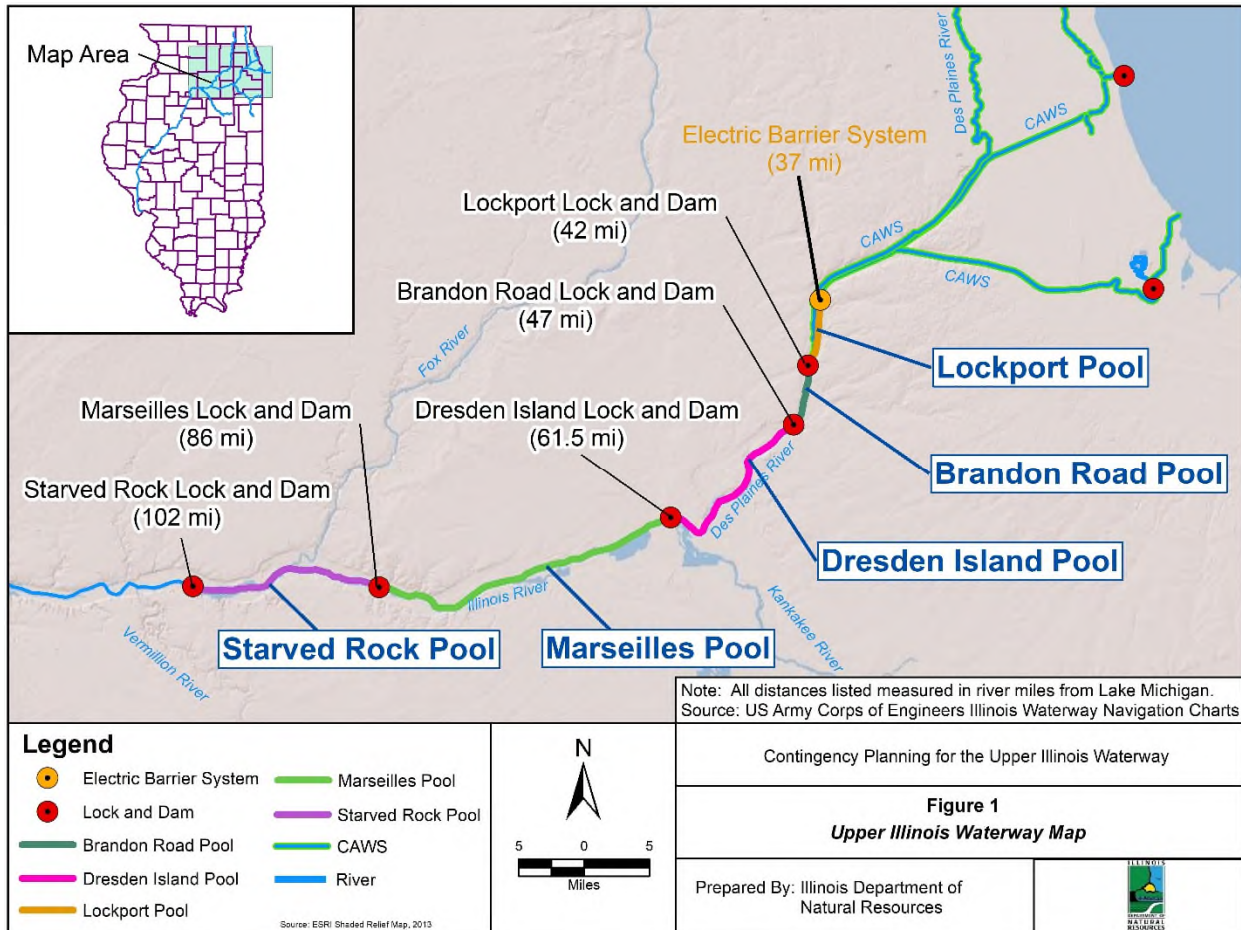 Map Area
Des Plaines River
CAWS
Electric Barrier System
(37 mi)
Lockport Lock and Dam
(42 mi)
CAWS
CAWS
Brandon Road Lock and Dam
(47 mi)
Fox River
Lockport Pool
Marseilles Lock and Dam
(86 mi)
Dresden Island Lock and Dam
(61.5 mi)
Brandon Road Pool
Starved Rock Lock and Dam
(102 mi)
Des Plaines River
Dresden Island Pool
Illinois River
Kankakee River
Vermillion River
Starved Rock Pool
Marseilles Pool
Note: All distances listed measured in river miles from Lake Michigan.
Source: US Army Corps of Engineers Illinois Waterway Navigation Charts
Legend
Electric Barrier System
Lock and Dam
Brandon Road Pool
Dresden Island Pool
Lockport Pool
Marseilles Pool
Starved Rock Pool
CAWS
River
Source: ESRI Shaded Relief Map, 2013
N
5 0 5
Miles
Contingency Planning for the Upper Illinois Waterway
Figure 1
Upper Illinois Waterway Map
Prepared By: Illinois Department of
Natural Resources
ILLINOIS
DEPARTMENT OF
NATURAL
RESOURCES